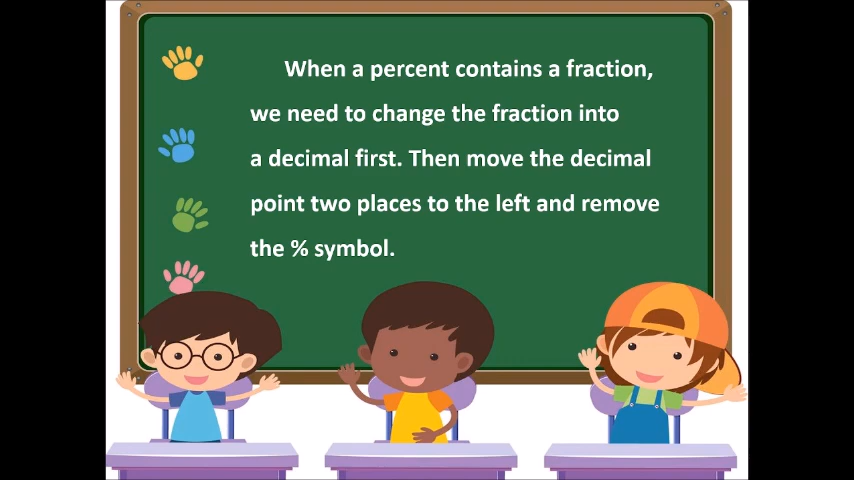 When a percent contains a fraction,
we need to change the fraction into
a decimal first. Then move the decimal
point two places to the left and remove
the % symbol.